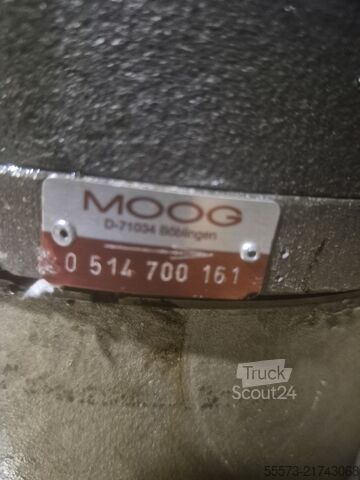 MOOG
D-71034 Böblingen
0 514 700 161
Truck
Scout24
55573-21743068